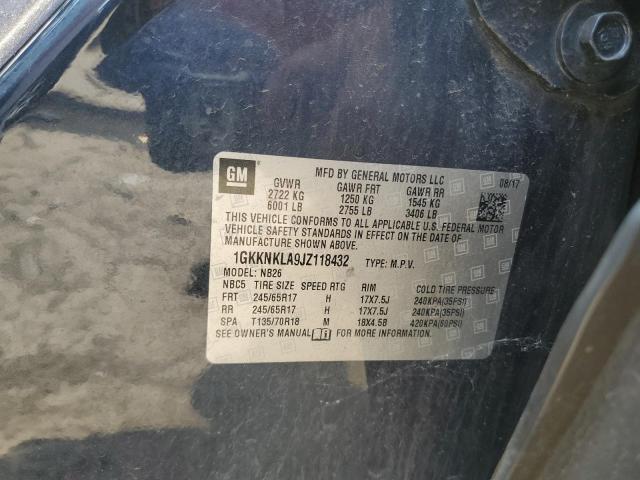 GM
MFD BY GENERAL MOTORS LLC
08/17
GVWR GAWR FRT GAWR RR
2722 KG 1250 KG 1545 KG
6001 LB 2755 LB 3406 LB
THIS VEHICLE CONFORMS TO ALL APPLICABLE U.S. FEDERAL MOTOR
VEHICLE SAFETY STANDARDS IN EFFECT ON THE DATE OF
MANUFACTURE SHOWN ABOVE.
1GKKNKLA9JZ118432 TYPE: M.P.V.
MODEL: NB26
NBC5 TIRE SIZE SPEED RTG RIM COLD TIRE PRESSURE
FRT 245/65R17 H 17X7.5J 240KPA(35PSI)
RR 245/65R17 H 17X7.5J 240KPA(35PSI)
SPA T135/70R18 M 18X4.5B 420KPA(60PSI)
SEE OWNER'S MANUAL i FOR MORE INFORMATION.